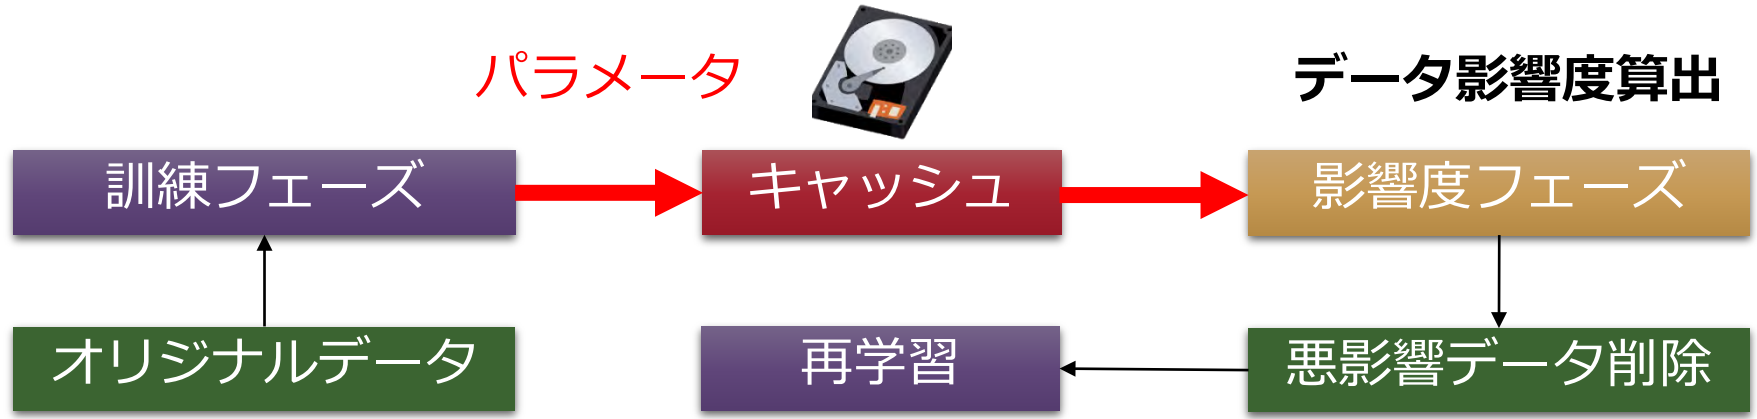 パラメータ
データ影響度算出
訓練フェーズ
キャッシュ
影響度フェーズ
オリジナルデータ
再学習
悪影響データ削除